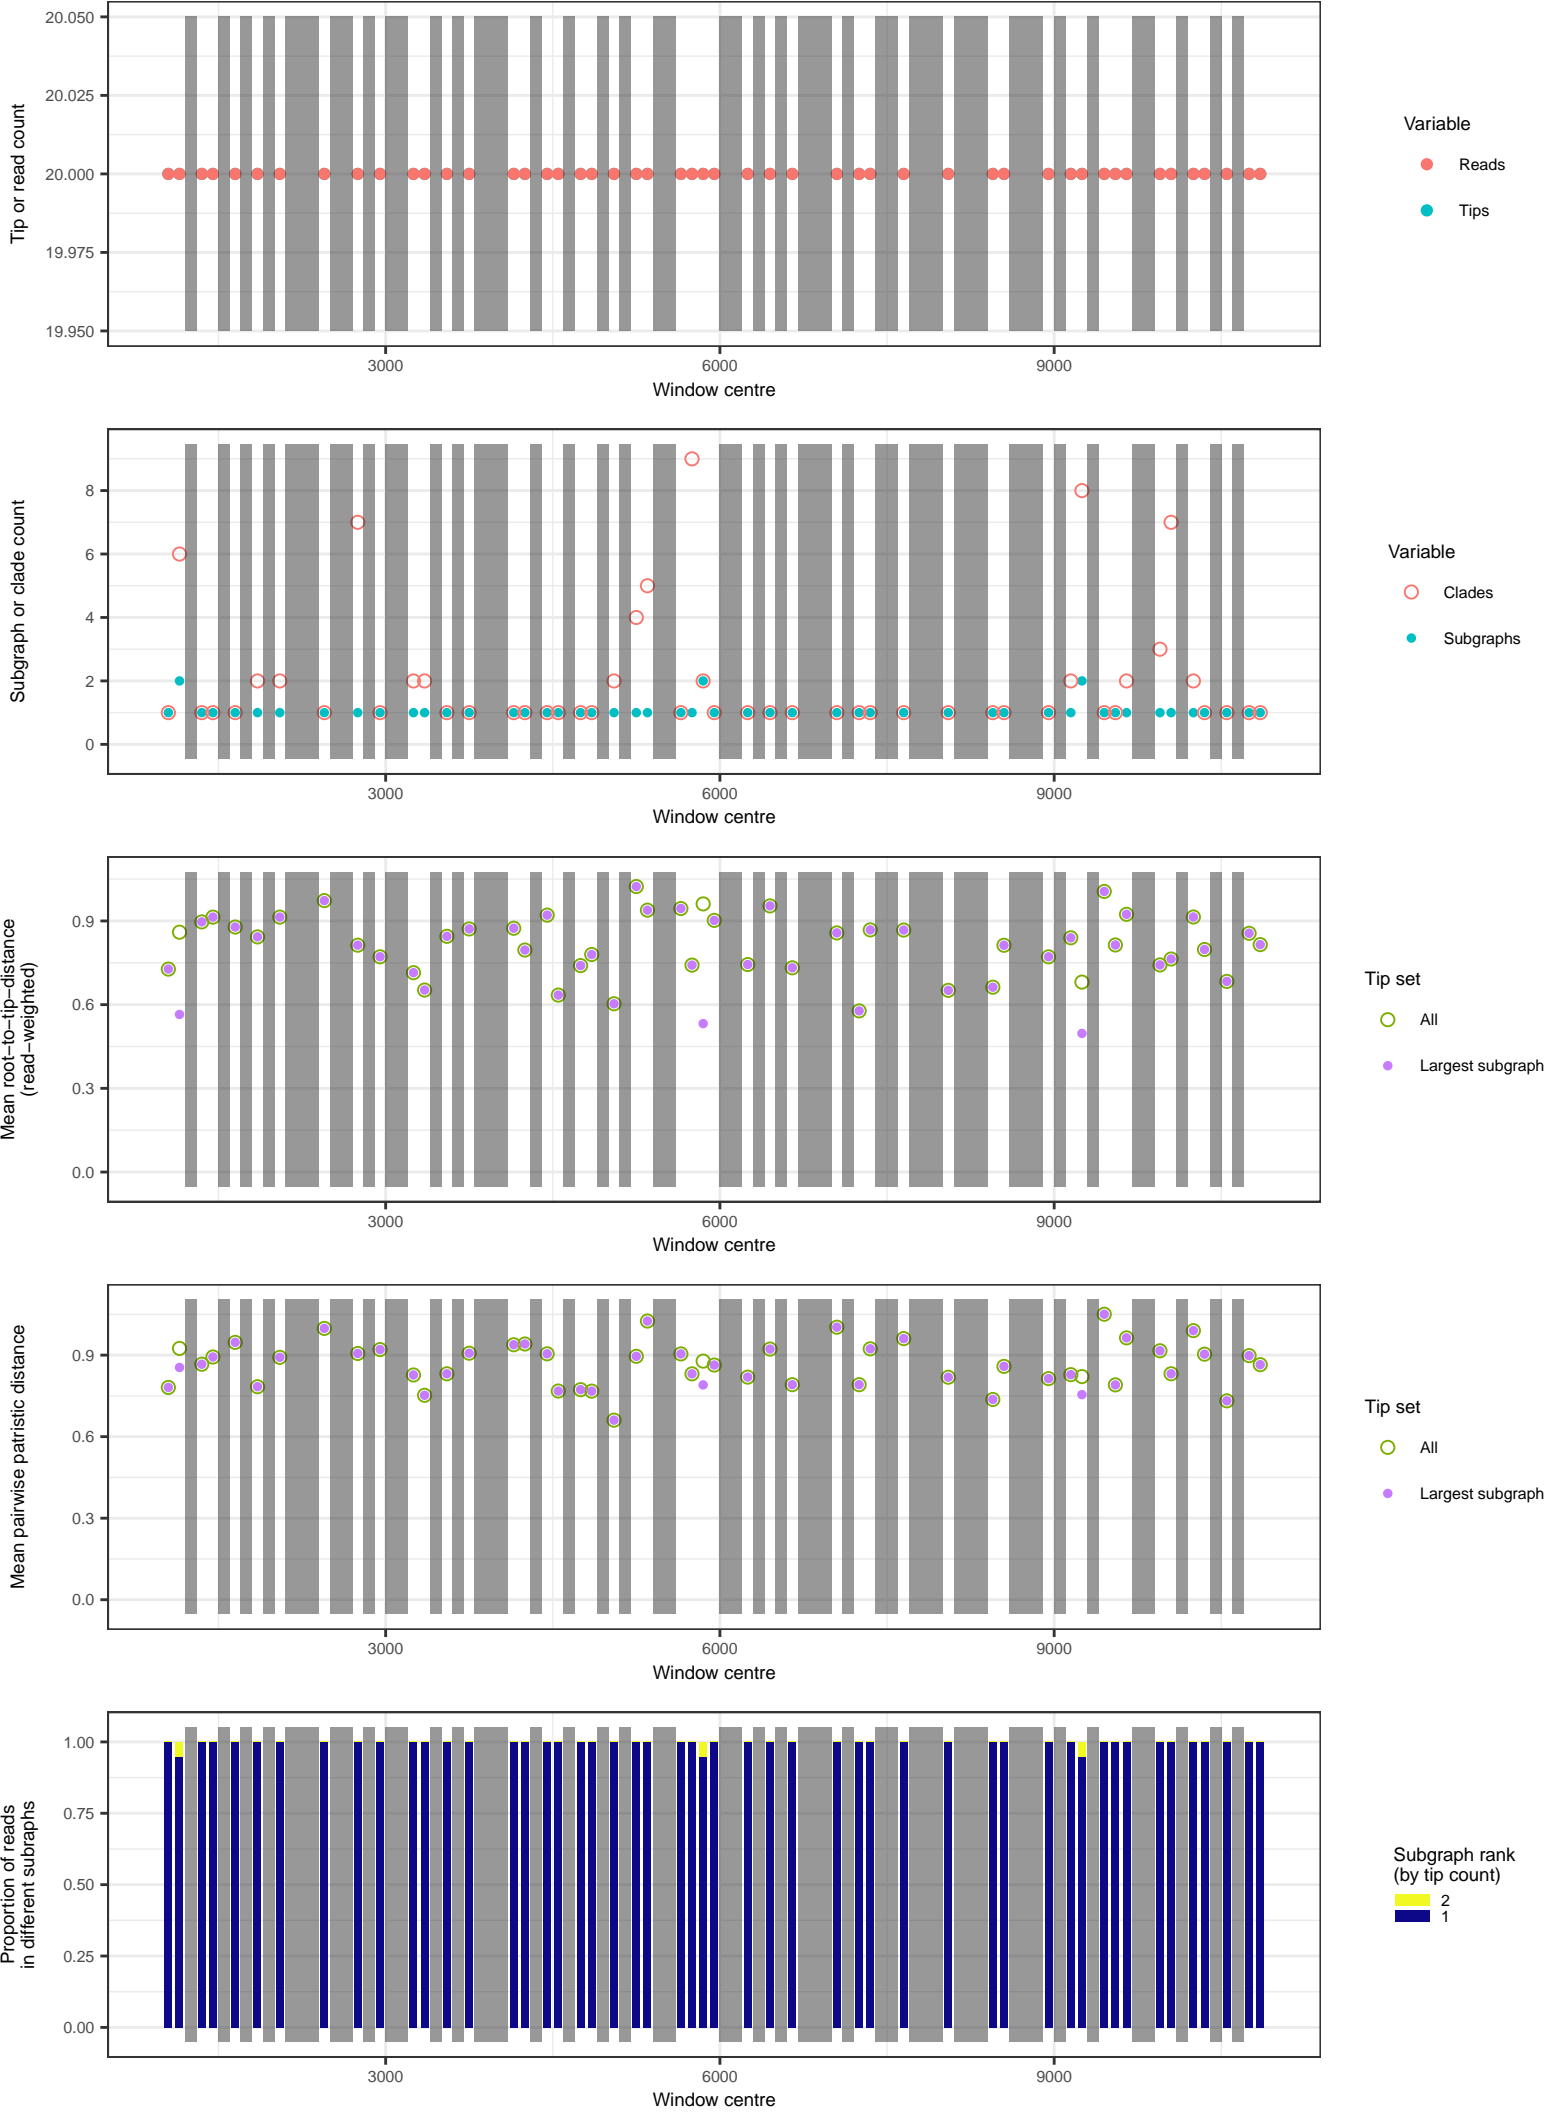 20.050
20.025
20.000
19.975
19.950
Tip or read count
3000
6000
9000
Window centre
Variable
Reads
Tips
8
6
4
2
0
Subgraph or clade count
3000
6000
9000
Window centre
Variable
Clades
Subgraphs
0.9
0.6
0.3
0.0
Mean root−to−tip−distance
(read−weighted)
3000
6000
9000
Window centre
Tip set
All
Largest subgraph
0.9
0.6
0.3
0.0
Mean pairwise patristic distance
3000
6000
9000
Window centre
Tip set
All
Largest subgraph
1.00
0.75
0.50
0.25
0.00
Proportion of reads
in different subraphs
3000
6000
9000
Window centre
Subgraph rank
(by tip count)
2
1